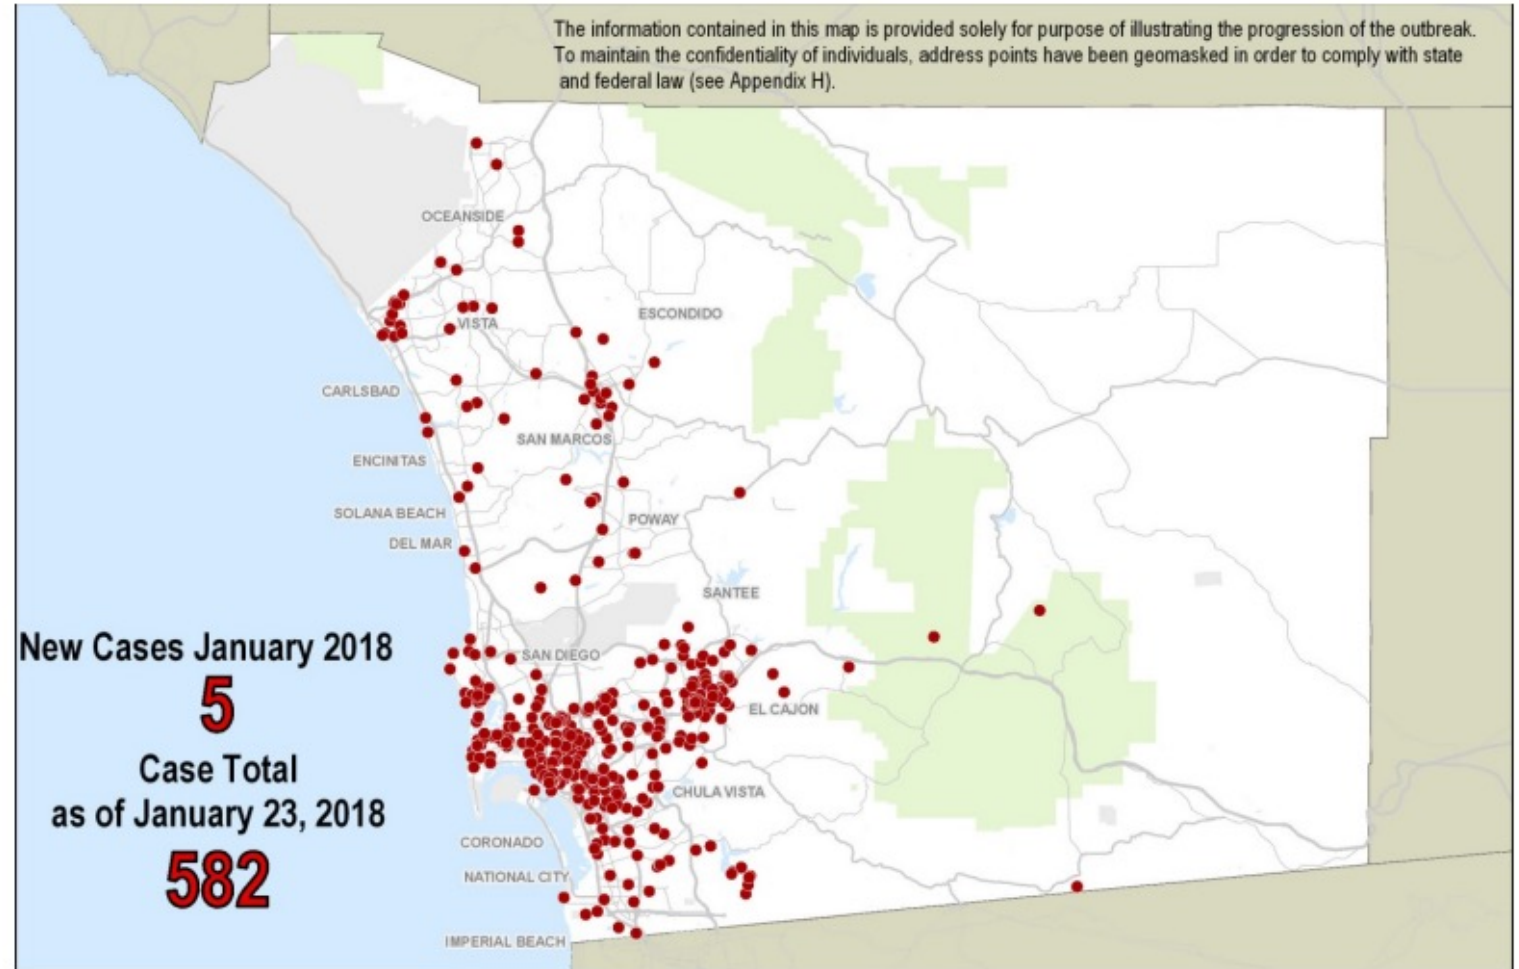 The information contained in this map is provided solely for purpose of illustrating the progression of the outbreak.
To maintain the confidentiality of individuals, address points have been geomasked in order to comply with state
and federal law (see Appendix H).
OCEANSIDE
ESCONDIDO
VISTA
CARLSBAD
SAN MARCOS
ENCINITAS
SOLANA BEACH
POWAY
DEL MAR
SANTEE
New Cases January 2018
SAN DIEGO
5
EL CAJON
Case Total
CHULA VISTA
as of January 23, 2018
CORONADO
582
NATIONAL CITY
IMPERIAL BEACH